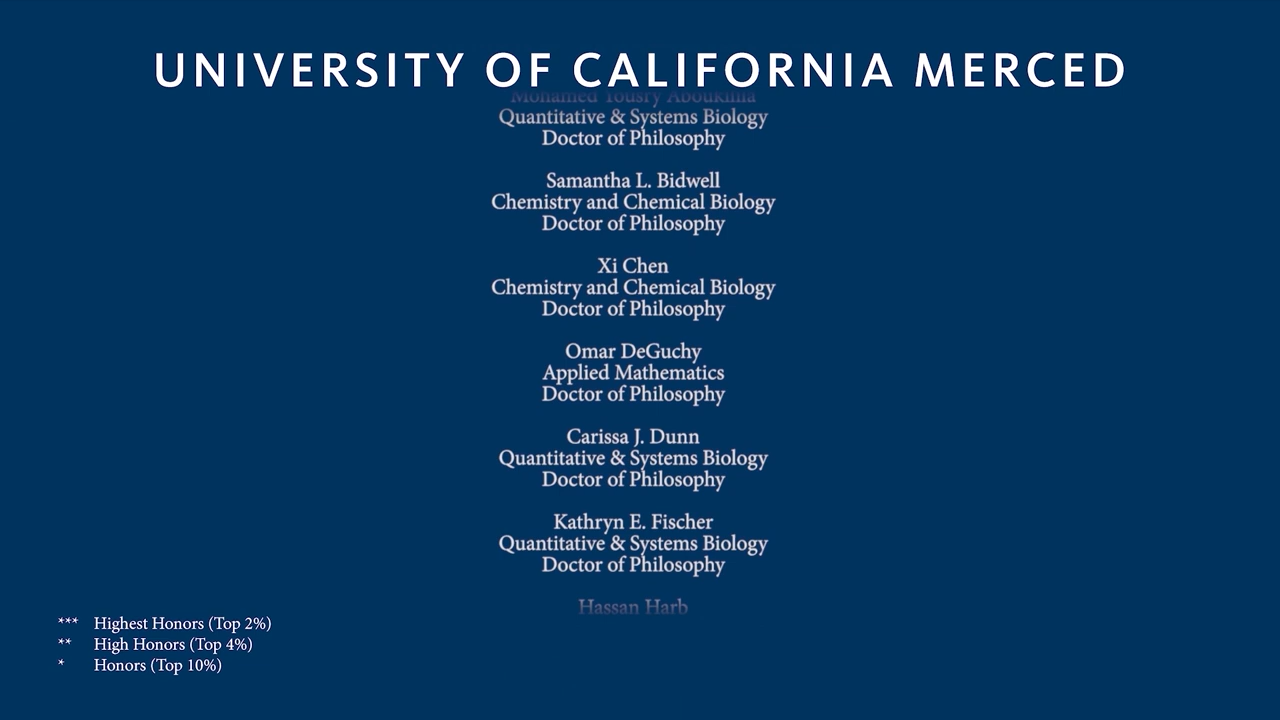 UNIVERSITY OF CALIFORNIA MERCED
Mohamed Yousry Aboukilila
Quantitative & Systems Biology
Doctor of Philosophy
Samantha L. Bidwell
Chemistry and Chemical Biology
Doctor of Philosophy
Xi Chen
Chemistry and Chemical Biology
Doctor of Philosophy
Omar DeGuchy
Applied Mathematics
Doctor of Philosophy
Carissa J. Dunn
Quantitative & Systems Biology
Doctor of Philosophy
Kathryn E. Fischer
Quantitative & Systems Biology
Doctor of Philosophy
Hassan Harb
*** Highest Honors (Top 2%)
** High Honors (Top 4%)
* Honors (Top 10%)